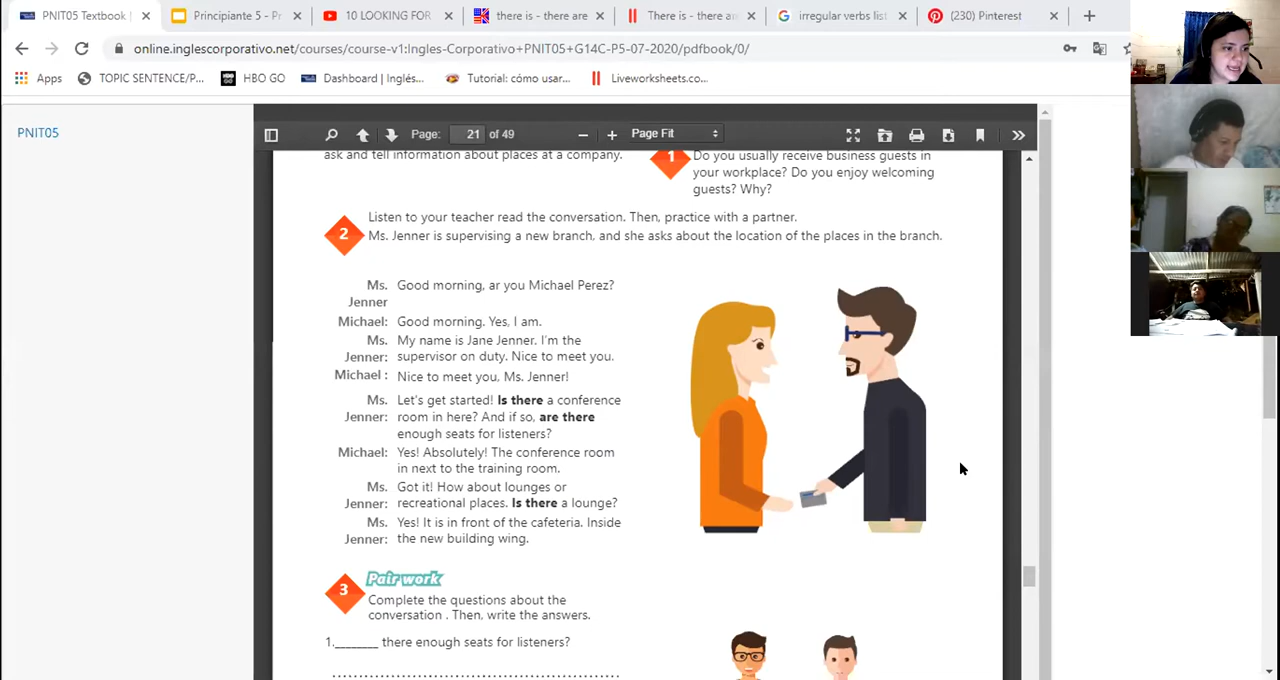 PNIT05 Textbook
Principiante 5 - P
10 LOOKING FOR
there is - there are
There is - there ar
irregular verbs list
(230) Pinterest
online.inglescorporativo.net/courses/course-v1:Ingles-Corporativo+PNIT05+G14C-P5-07-2020/pdfbook/0/
Apps
TOPIC SENTENCE/P...
HBO GO
Dashboard | Inglés...
Tutorial: cómo usar...
Liveworksheets.co...
PNIT05
Page: 21 of 49
Page Fit
ask and tell information about places at a company.
1
Do you usually receive business guests in
your workplace? Do you enjoy welcoming
guests? Why?
2
Listen to your teacher read the conversation. Then, practice with a partner.
Ms. Jenner is supervising a new branch, and she asks about the location of the places in the branch.
Ms. Good morning, ar you Michael Perez?
Jenner
Michael: Good morning. Yes, I am.
Ms. My name is Jane Jenner. I'm the
Jenner: supervisor on duty. Nice to meet you.
Michael : Nice to meet you, Ms. Jenner!
Ms. Let's get started! Is there a conference
Jenner: room in here? And if so, are there
enough seats for listeners?
Michael: Yes! Absolutely! The conference room
in next to the training room.
Ms. Got it! How about lounges or
Jenner: recreational places. Is there a lounge?
Ms. Yes! It is in front of the cafeteria. Inside
Jenner: the new building wing.
3
Pair work
Complete the questions about the
conversation . Then, write the answers.
1.________ there enough seats for listeners?